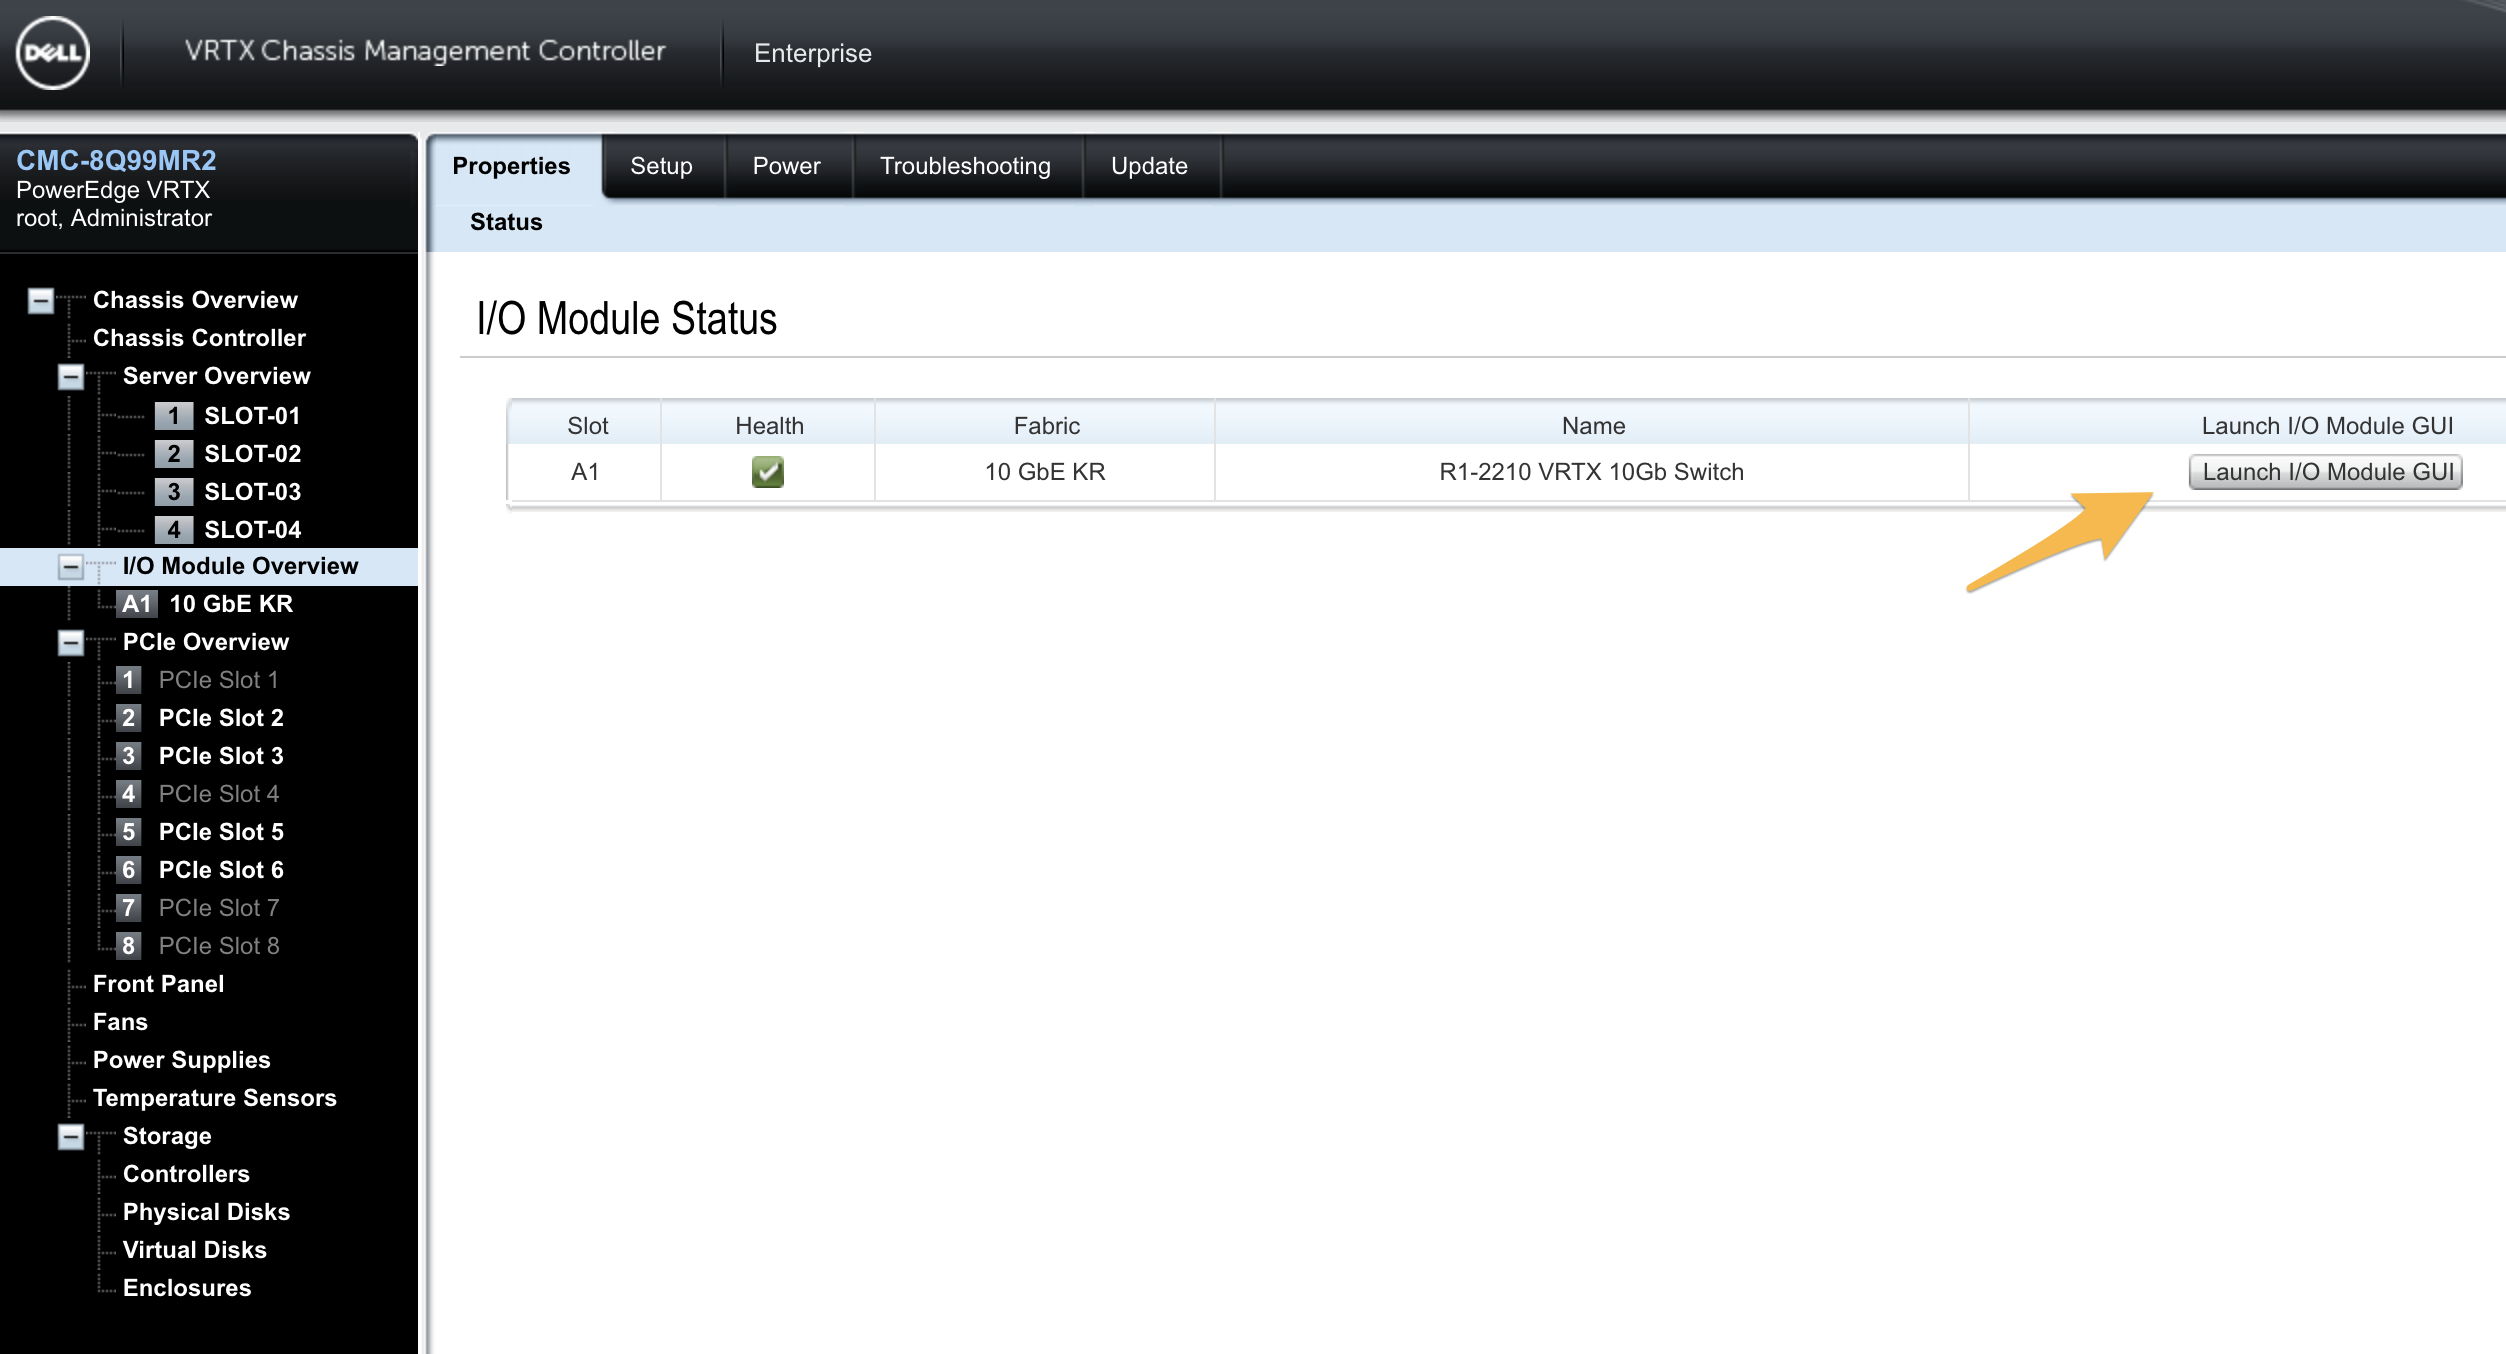 DELL
VRTX Chassis Management Controller
Enterprise
CMC-8Q99MR2
PowerEdge VRTX
root, Administrator
Chassis Overview
Chassis Controller
Server Overview
1 SLOT-01
2 SLOT-02
3 SLOT-03
4 SLOT-04
I/O Module Overview
A1 10 GbE KR
PCIe Overview
1 PCIe Slot 1
2 PCIe Slot 2
3 PCIe Slot 3
4 PCIe Slot 4
5 PCIe Slot 5
6 PCIe Slot 6
7 PCIe Slot 7
8 PCIe Slot 8
Front Panel
Fans
Power Supplies
Temperature Sensors
Storage
Controllers
Physical Disks
Virtual Disks
Enclosures
Properties Setup Power Troubleshooting Update
Status
I/O Module Status
Slot Health Fabric Name Launch I/O Module GUI
A1 10 GbE KR R1-2210 VRTX 10Gb Switch Launch I/O Module GUI